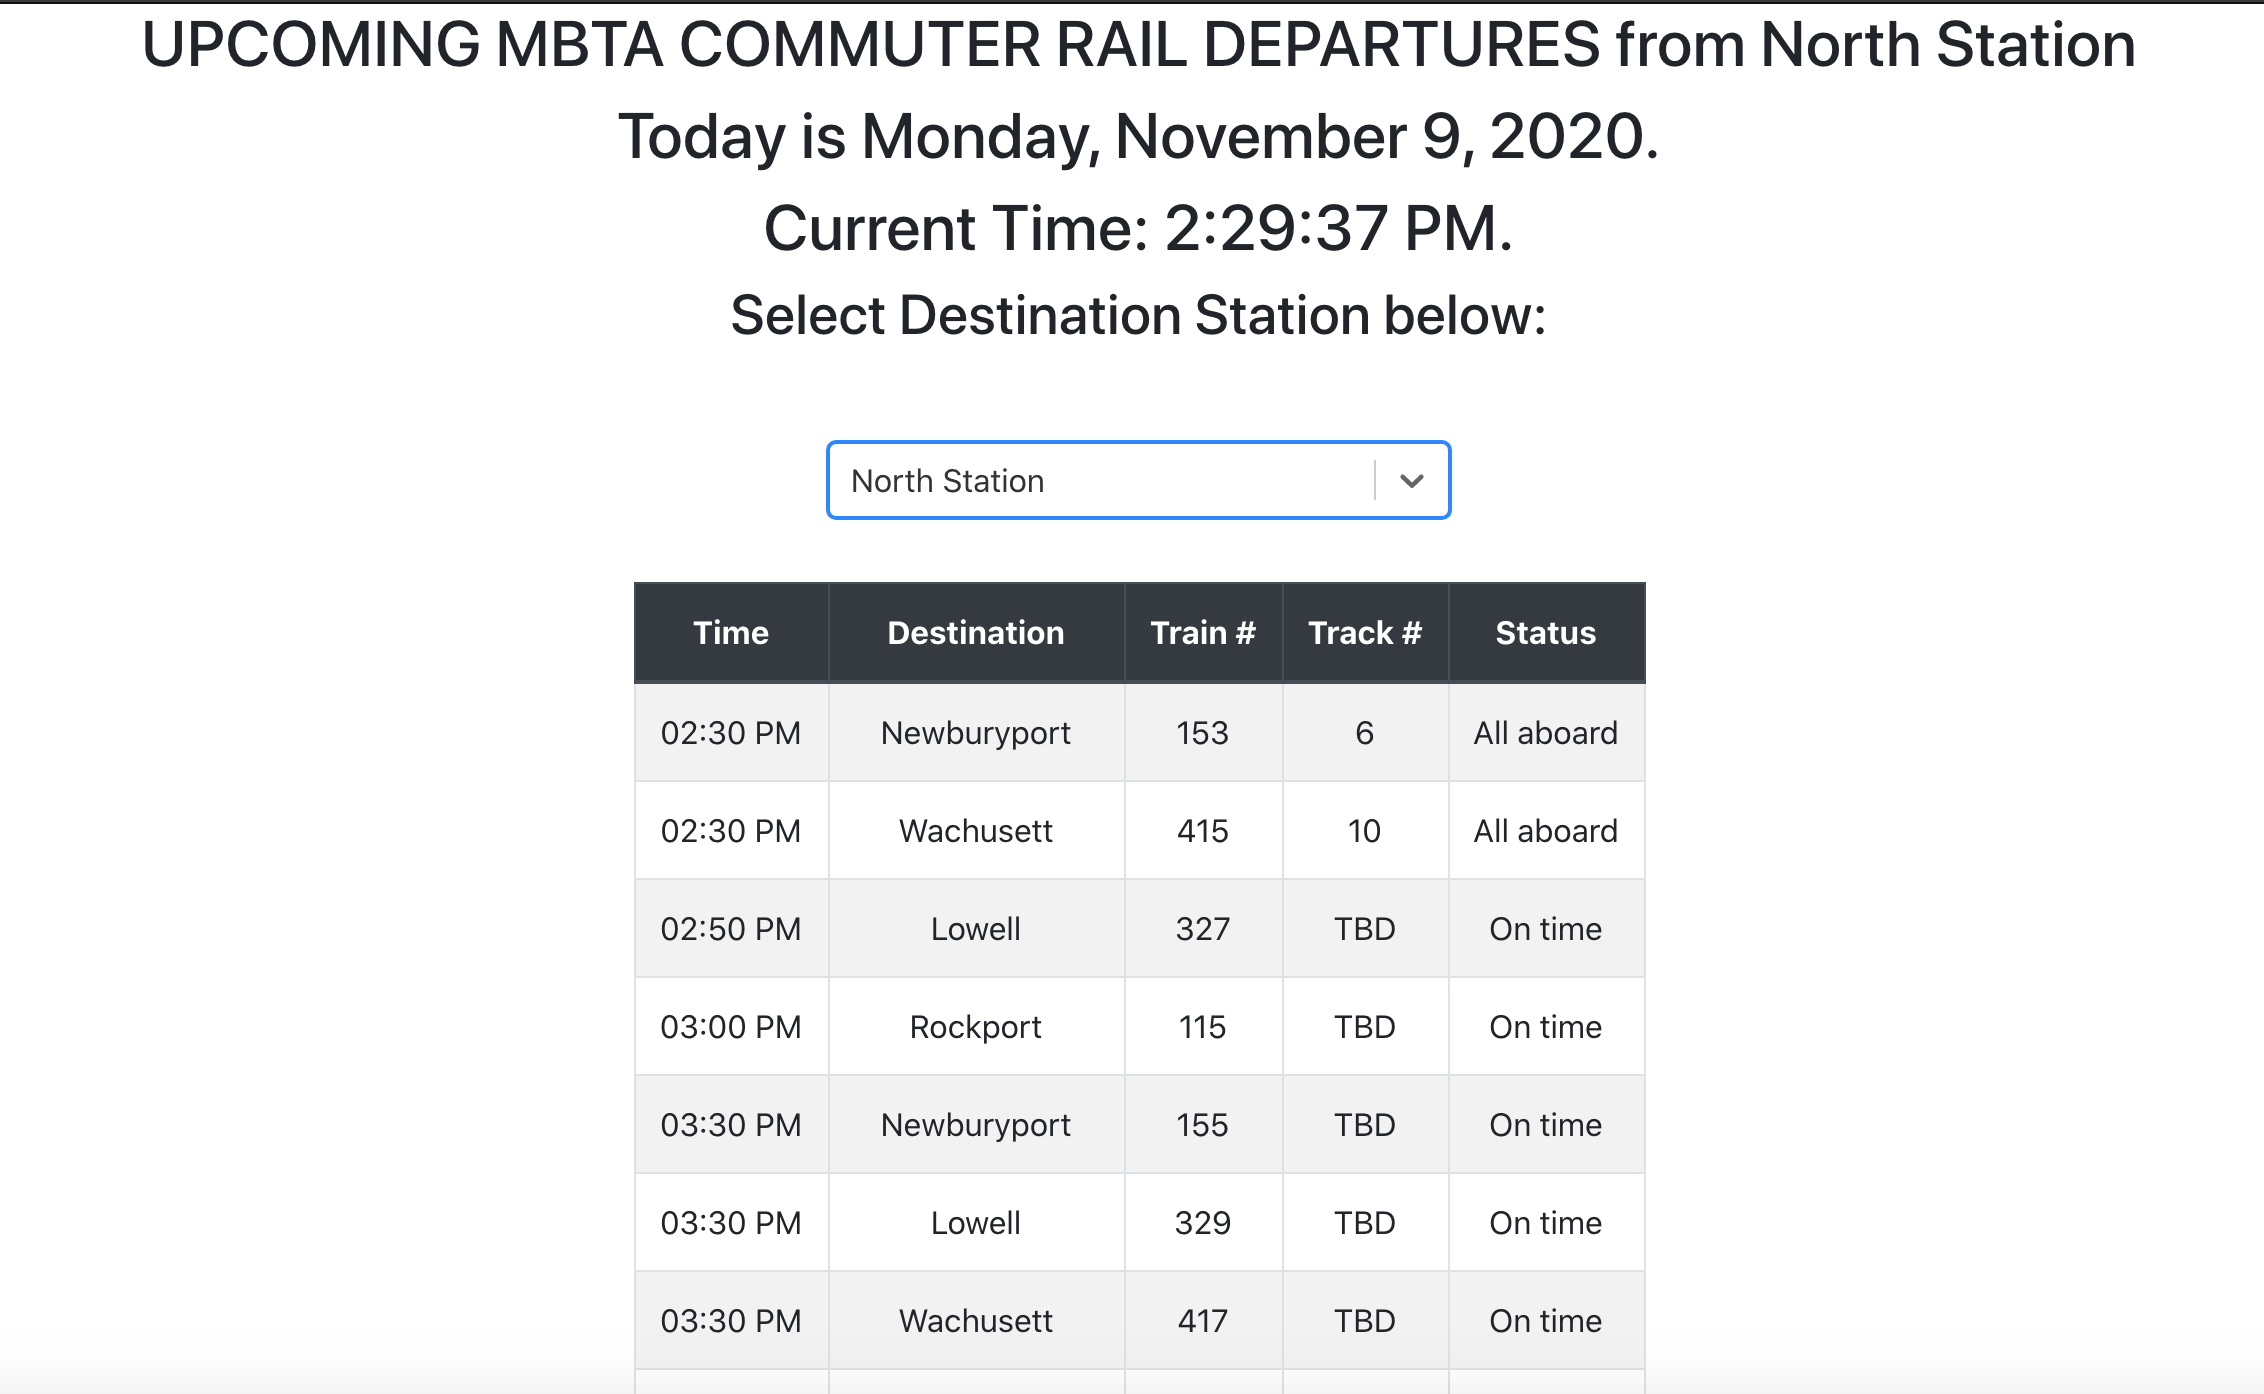 UPCOMING MBTA COMMUTER RAIL DEPARTURES from North Station
Today is Monday, November 9, 2020.
Current Time: 2:29:37 PM.
Select Destination Station below:
North Station
Time Destination Train # Track # Status
02:30 PM Newburyport 153 6 All aboard
02:30 PM Wachusett 415 10 All aboard
02:50 PM Lowell 327 TBD On time
03:00 PM Rockport 115 TBD On time
03:30 PM Newburyport 155 TBD On time
03:30 PM Lowell 329 TBD On time
03:30 PM Wachusett 417 TBD On time